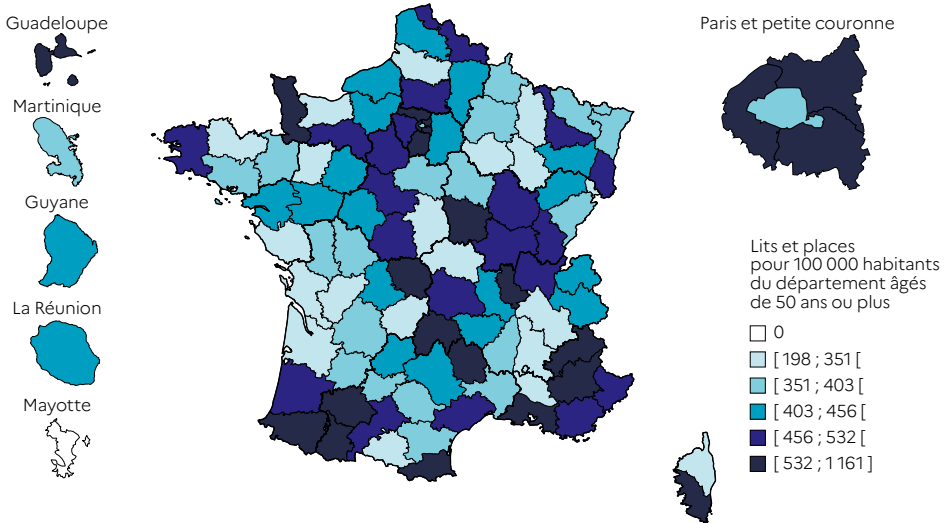 Guadeloupe
Martinique
Guyane
La Réunion
Mayotte
Paris et petite couronne
Lits et places
pour 100 000 habitants
du département âgés
de 50 ans ou plus
0
[ 198 ; 351 [
[ 351 ; 403 [
[ 403 ; 456 [
[ 456 ; 532 [
[ 532 ; 1 161 ]